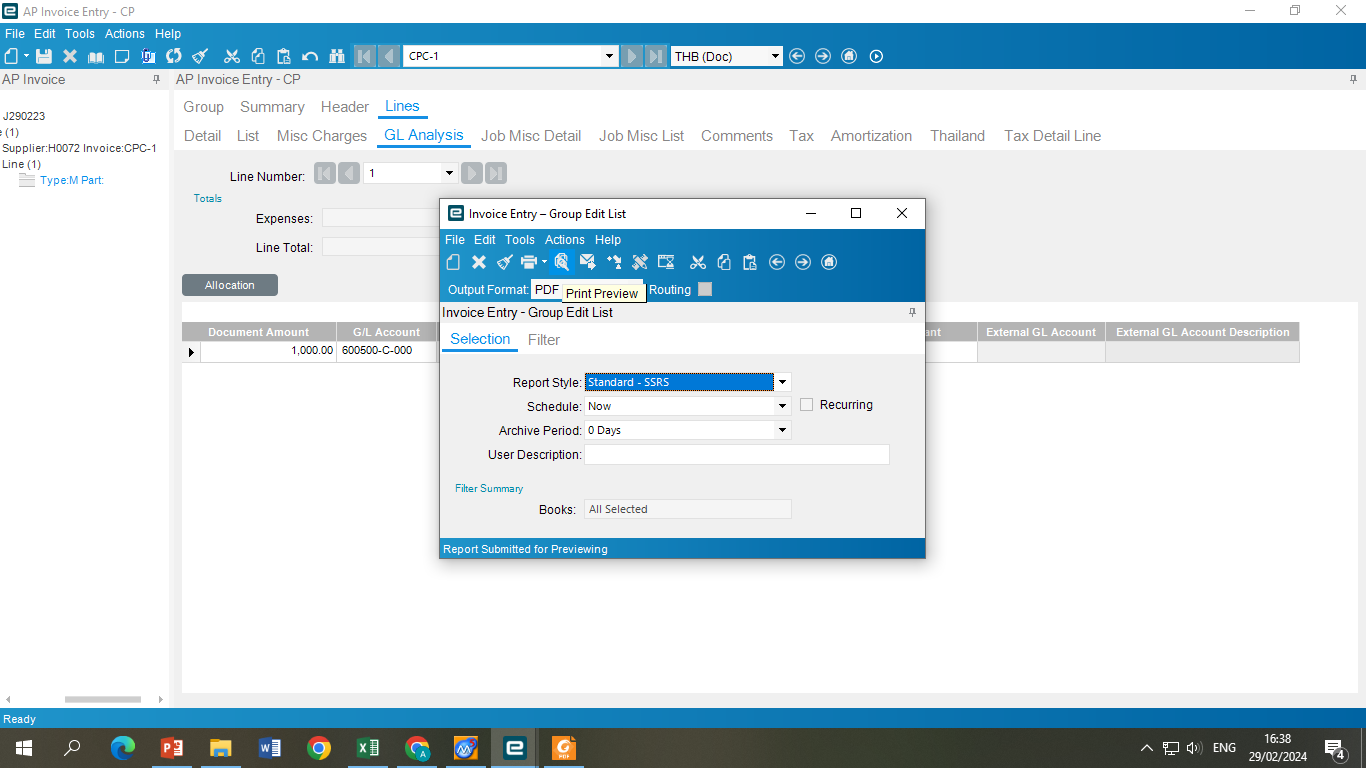 AP Invoice Entry - CP
File Edit Tools Actions Help
CPC-1
THB (Doc)
AP Invoice
AP Invoice Entry - CP
J290223
e (1)
Supplier:H0072 Invoice:CPC-1
Line (1)
Type:M Part:
Group Summary Header Lines
Detail List Misc Charges GL Analysis Job Misc Detail Job Misc List Comments Tax Amortization Thailand Tax Detail Line
Line Number: 1
Totals
Expenses:
Line Total:
Allocation
Document Amount G/L Account ant External GL Account External GL Account Description
1,000.00 600500-C-000
Invoice Entry – Group Edit List
File Edit Tools Actions Help
Output Format: PDF Routing
Print Preview
Invoice Entry - Group Edit List
Selection Filter
Report Style: Standard - SSRS
Schedule: Now Recurring
Archive Period: 0 Days
User Description:
Filter Summary
Books: All Selected
Report Submitted for Previewing
Ready
ENG
16:38
29/02/2024
4